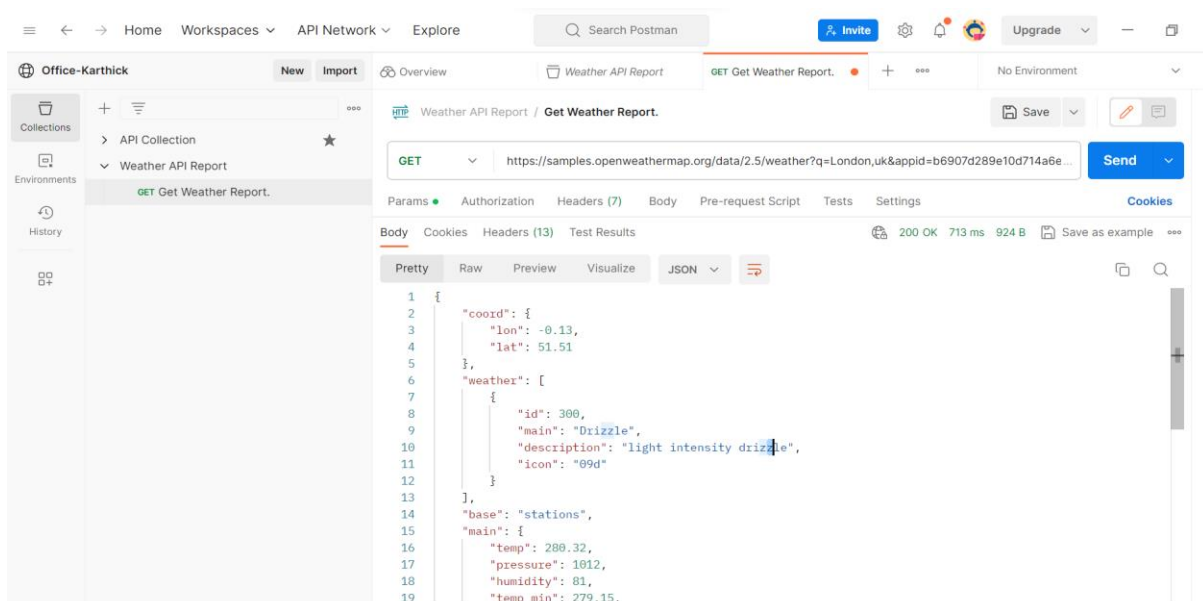 Home Workspaces API Network Explore Search Postman Invite Upgrade
Office-Karthick New Import Overview Weather API Report GET Get Weather Report. No Environment
Collections
Environments
History
API Collection
Weather API Report
GET Get Weather Report.
HTTP Weather API Report / Get Weather Report. Save
GET https://samples.openweathermap.org/data/2.5/weather?q=London,uk&appid=b6907d289e10d714a6e... Send
Params Authorization Headers (7) Body Pre-request Script Tests Settings Cookies
Body Cookies Headers (13) Test Results 200 OK 713 ms 924 B Save as example
Pretty Raw Preview Visualize JSON
1 {
2 "coord": {
3 "lon": -0.13,
4 "lat": 51.51
5 },
6 "weather": [
7 {
8 "id": 300,
9 "main": "Drizzle",
10 "description": "light intensity drizzle",
11 "icon": "09d"
12 }
13 ],
14 "base": "stations",
15 "main": {
16 "temp": 280.32,
17 "pressure": 1012,
18 "humidity": 81,
19 "temp_min": 279.15,